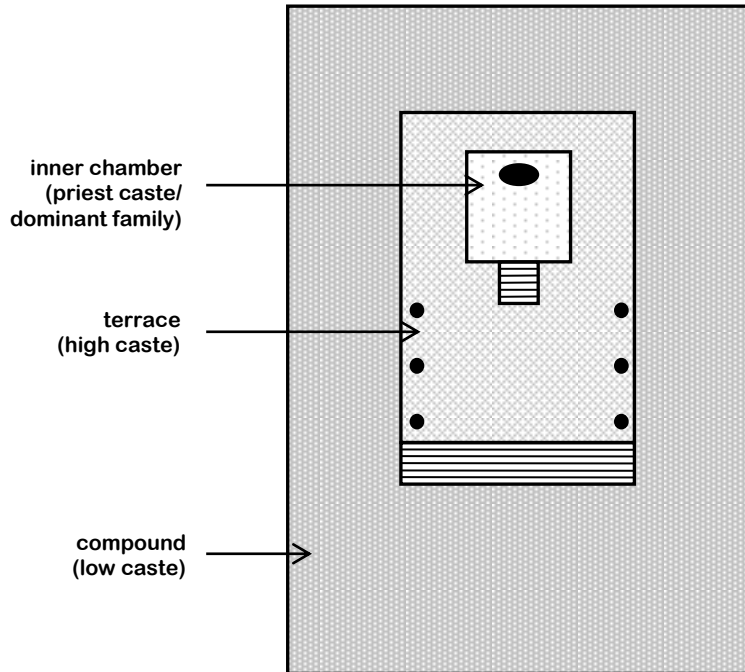 inner chamber
(priest caste/
dominant family)
terrace
(high caste)
compound
(low caste)